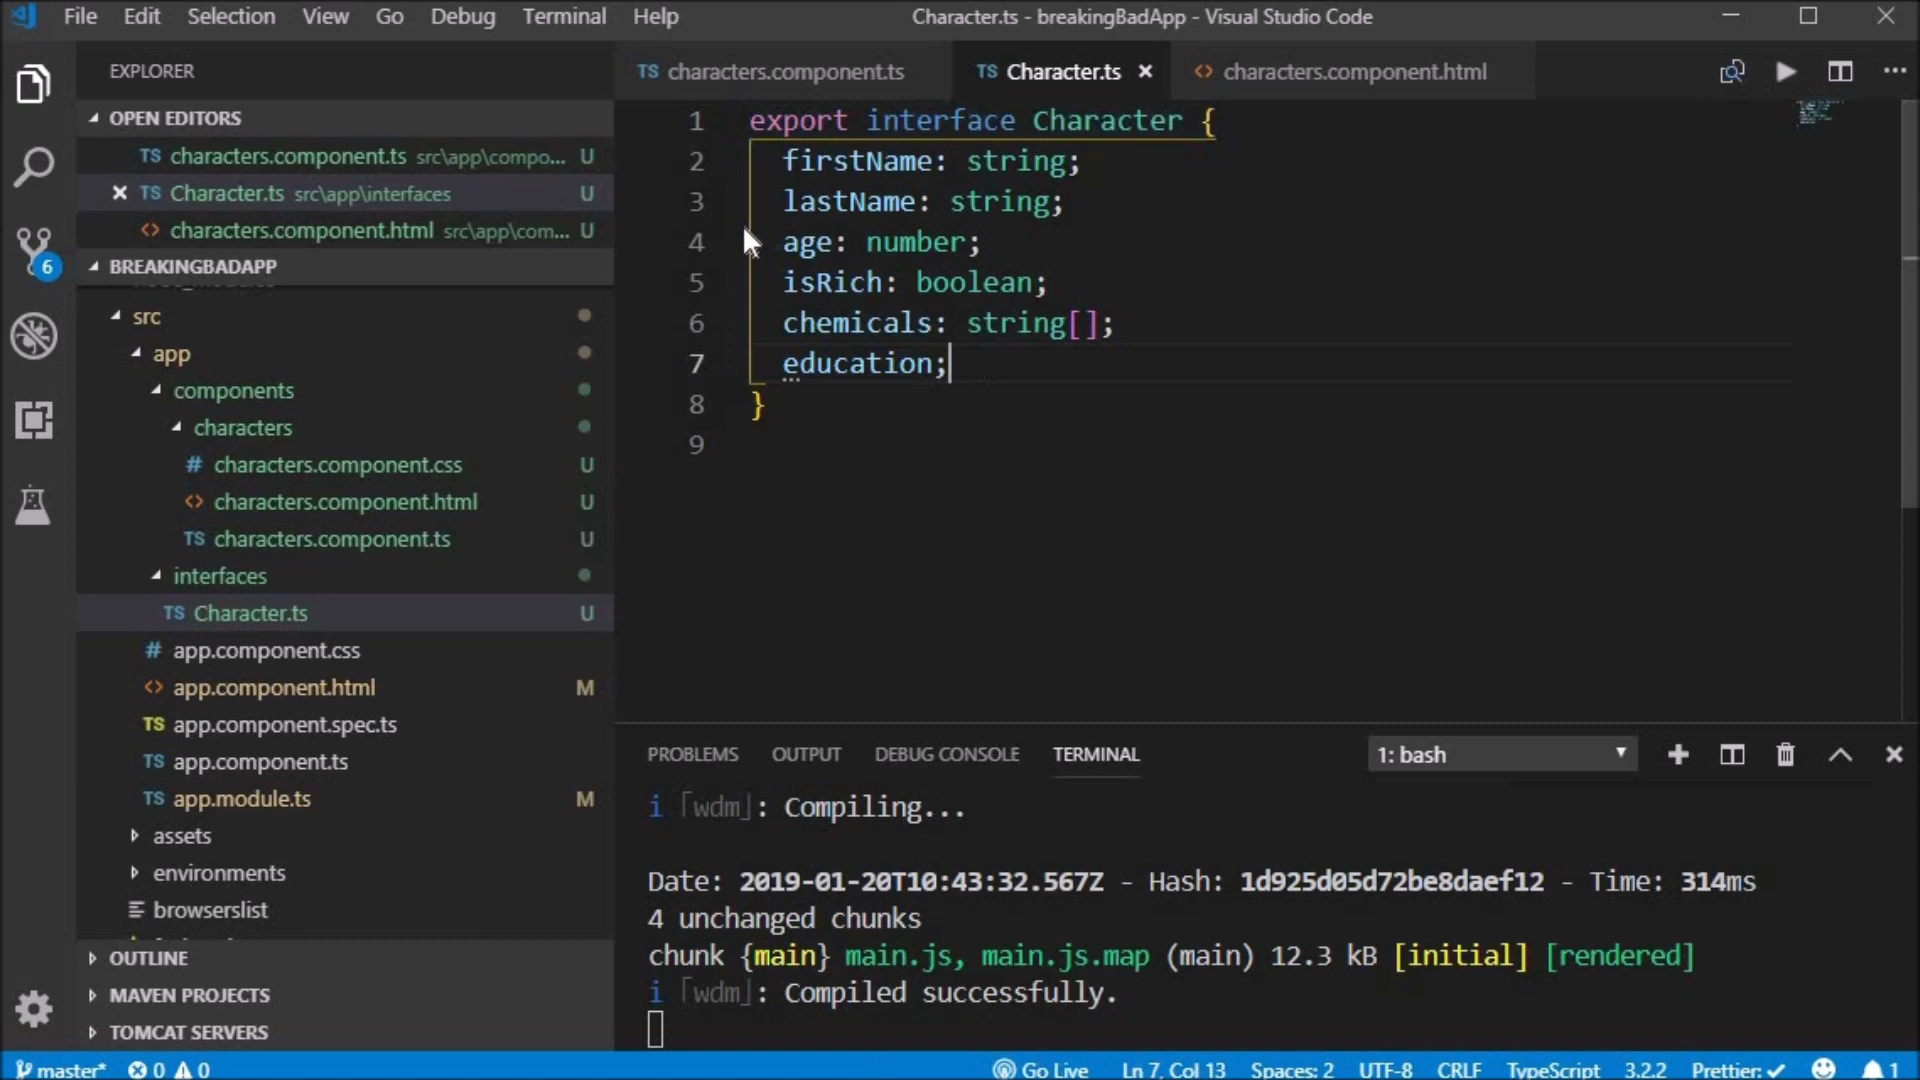 File Edit Selection View Go Debug Terminal Help Character.ts - breakingBadApp - Visual Studio Code
EXPLORER
OPEN EDITORS
TS characters.component.ts src\app\compo... U
TS Character.ts src\app\interfaces U
<> characters.component.html src\app\com... U
BREAKINGBADAPP
src
app
components
characters
# characters.component.css U
<> characters.component.html U
TS characters.component.ts U
interfaces
TS Character.ts U
# app.component.css
<> app.component.html M
TS app.component.spec.ts
TS app.component.ts
TS app.module.ts M
assets
environments
browserslist
OUTLINE
MAVEN PROJECTS
TOMCAT SERVERS
6
TS characters.component.ts TS Character.ts <> characters.component.html ...
1 export interface Character {
2 firstName: string;
3 lastName: string;
4 age: number;
5 isRich: boolean;
6 chemicals: string[];
7 education;
8 }
9
PROBLEMS OUTPUT DEBUG CONSOLE TERMINAL 1: bash
i ｢wdm｣: Compiling...
Date: 2019-01-20T10:43:32.567Z - Hash: 1d925d05d72be8daef12 - Time: 314ms
4 unchanged chunks
chunk {main} main.js, main.js.map (main) 12.3 kB [initial] [rendered]
i ｢wdm｣: Compiled successfully.
master* 0 0 Go Live Ln 7, Col 13 Spaces: 2 UTF-8 CRLF TypeScript 3.2.2 Prettier: ✓ 1